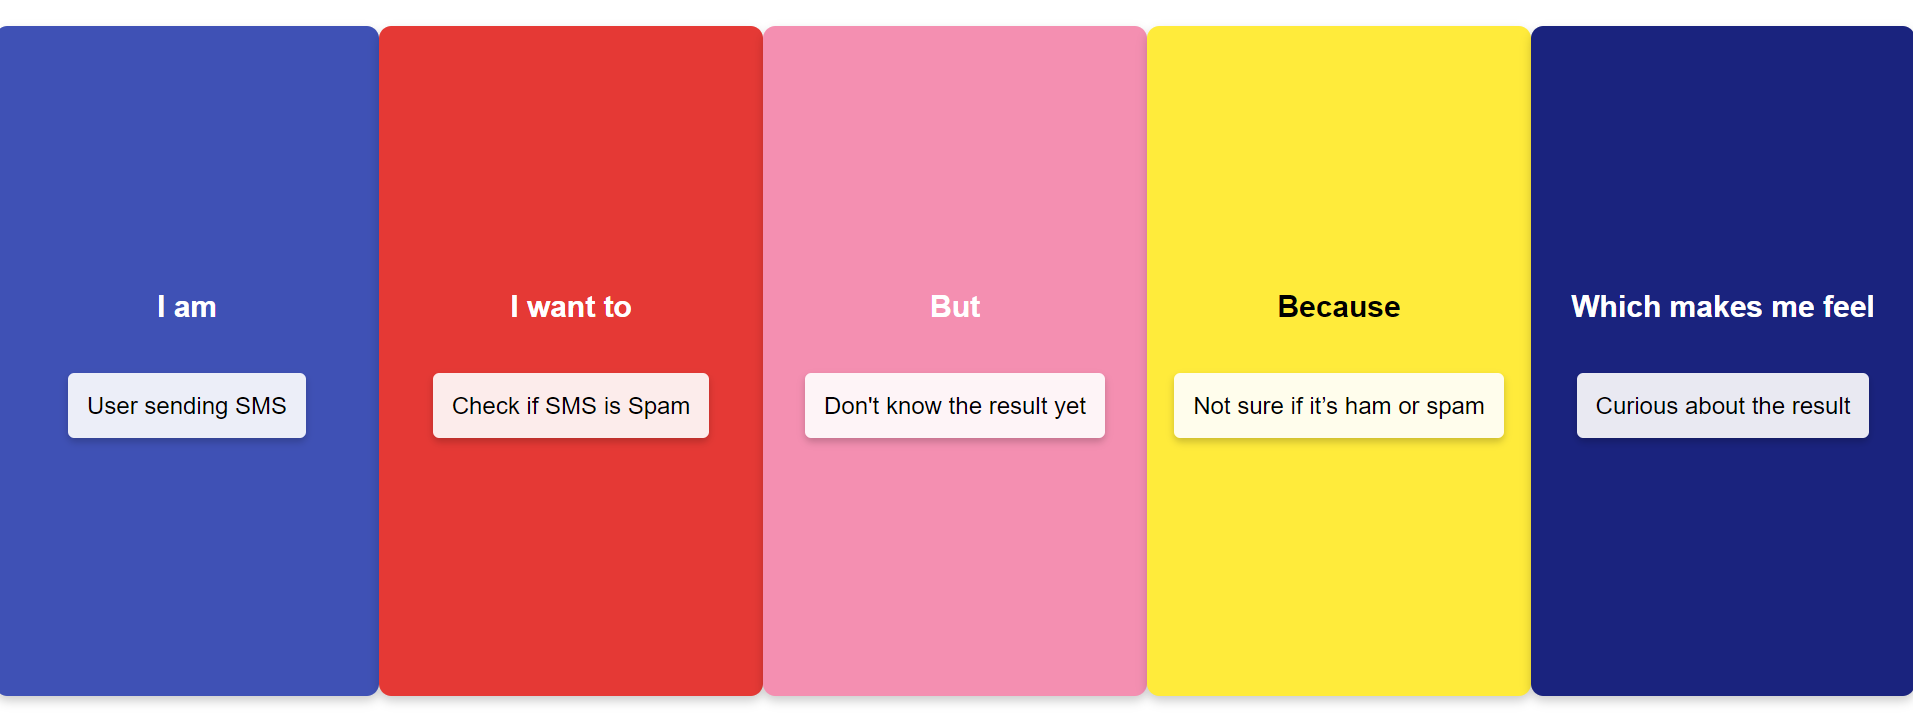 I am
User sending SMS
I want to
Check if SMS is Spam
But
Don't know the result yet
Because
Not sure if it’s ham or spam
Which makes me feel
Curious about the result